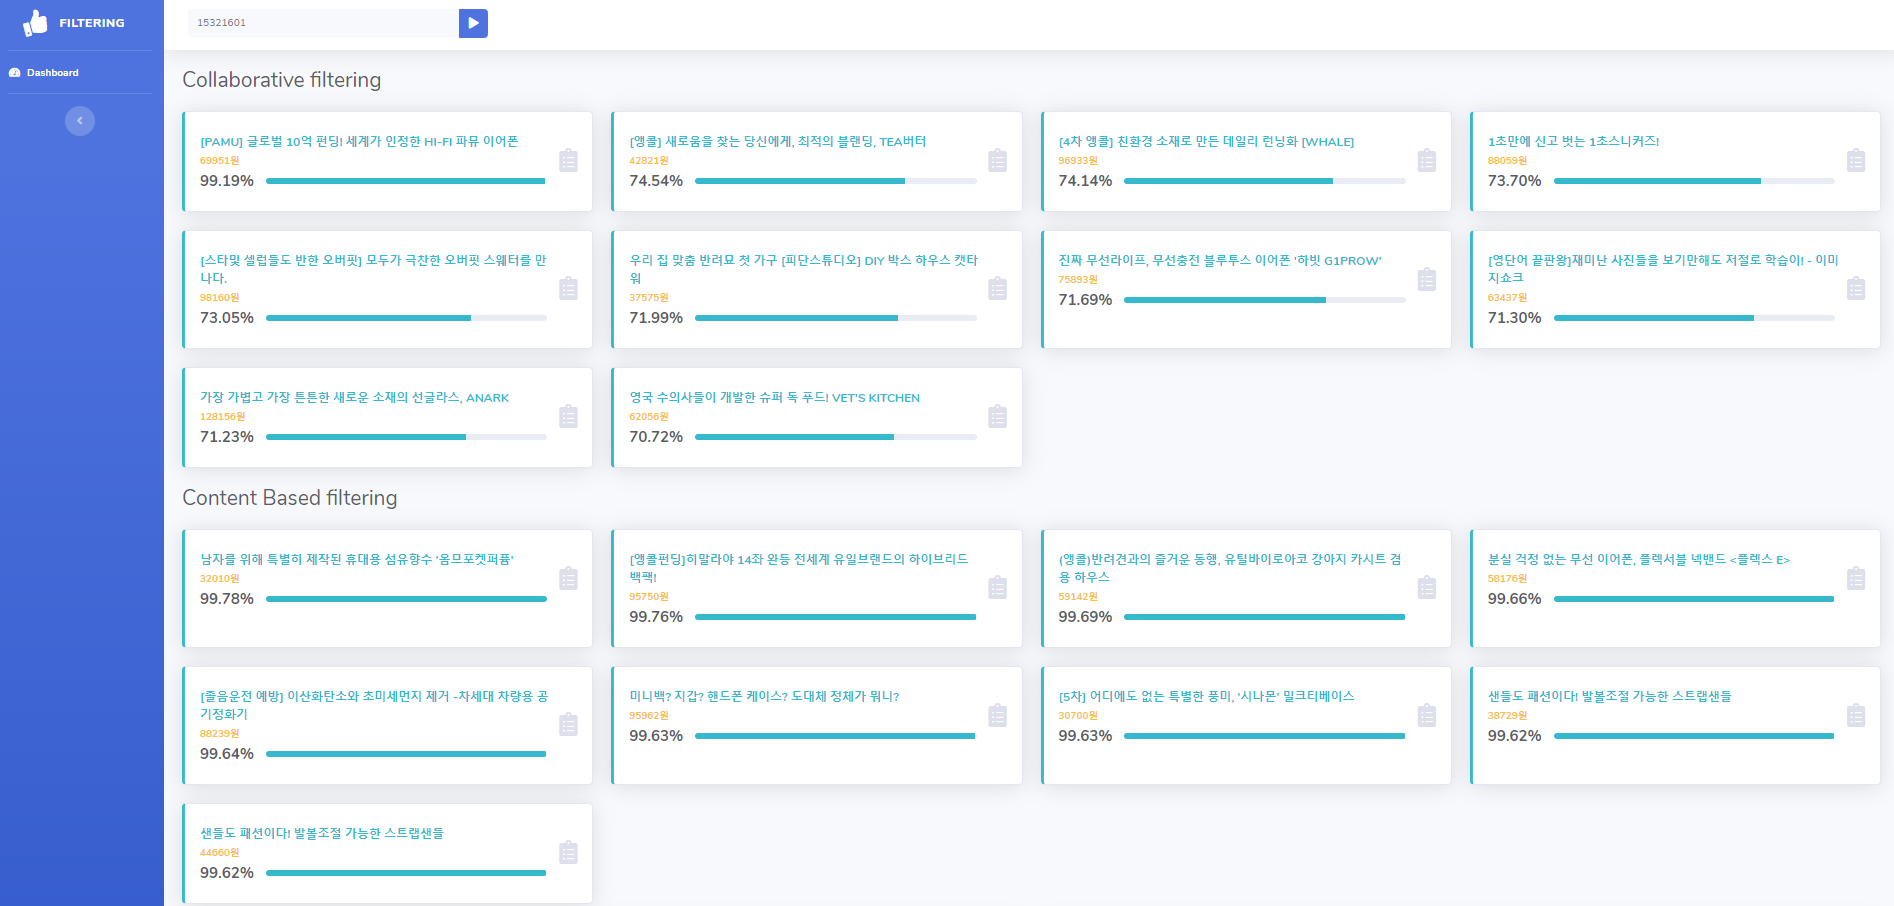 FILTERING
15321601
Dashboard
Collaborative filtering
[PAMU] 글로벌 10억 펀딩! 세계가 인정한 HI-FI 파뮤 이어폰
69951원
99.19%
[앵콜] 새로움을 찾는 당신에게, 최적의 블랜딩, TEA버터
42821원
74.54%
[4차 앵콜] 친환경 소재로 만든 데일리 런닝화 [WHALE]
96933원
74.14%
1초만에 신고 벗는 1초스니커즈!
88059원
73.70%
[스타및 셀럽들도 반한 오버핏] 모두가 극찬한 오버핏 스웨터를 만
나다.
98160원
73.05%
우리 집 맞춤 반려묘 첫 가구 [피단스튜디오] DIY 박스 하우스 캣타
워
37575원
71.99%
진짜 무선라이프, 무선충전 블루투스 이어폰 '하빗 G1PROW'
75893원
71.69%
[영단어 끝판왕]재미난 사진들을 보기만해도 저절로 학습이! - 이미
지쇼크
63437원
71.30%
가장 가볍고 가장 튼튼한 새로운 소재의 선글라스, ANARK
128156원
71.23%
영국 수의사들이 개발한 슈퍼 독 푸드! VET'S KITCHEN
62056원
70.72%
Content Based filtering
남자를 위해 특별히 제작된 휴대용 섬유향수 '옴므포켓퍼퓸'
32010원
99.78%
[앵콜펀딩]히말라야 14좌 완등 전세계 유일브랜드의 하이브리드
백팩!
95750원
99.76%
(앵콜)반려견과의 즐거운 동행, 유틸바이로아코 강아지 카시트 겸
용 하우스
59142원
99.69%
분실 걱정 없는 무선 이어폰, 플렉서블 넥밴드 <플렉스 E>
58176원
99.66%
[졸음운전 예방] 이산화탄소와 초미세먼지 제거 -차세대 차량용 공
기정화기
88239원
99.64%
미니백? 지갑? 핸드폰 케이스? 도대체 정체가 뭐니?
95962원
99.63%
[5차] 어디에도 없는 특별한 풍미, '시나몬' 밀크티베이스
30700원
99.63%
샌들도 패션이다! 발볼조절 가능한 스트랩샌들
38729원
99.62%
샌들도 패션이다! 발볼조절 가능한 스트랩샌들
44660원
99.62%